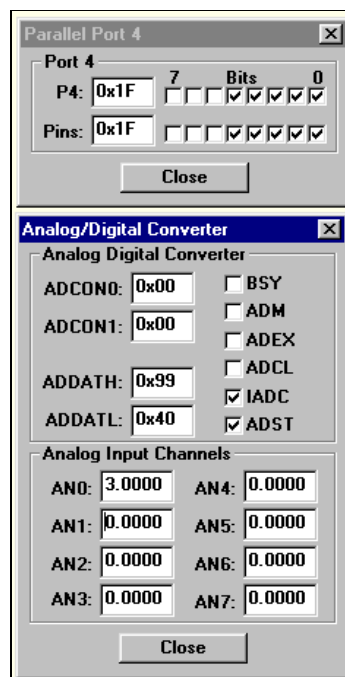 Parallel Port 4
Port 4
7 Bits 0
P4: 0x1F
Pins: 0x1F
Close
Analog/Digital Converter
Analog Digital Converter
ADCON0: 0x00 BSY
ADM
ADCON1: 0x00
ADEX
ADCL
ADDATH: 0x99
IADC
ADDATL: 0x40 ADST
Analog Input Channels
AN0: 3.0000 AN4: 0.0000
AN1: 0.0000 AN5: 0.0000
AN2: 0.0000 AN6: 0.0000
AN3: 0.0000 AN7: 0.0000
Close